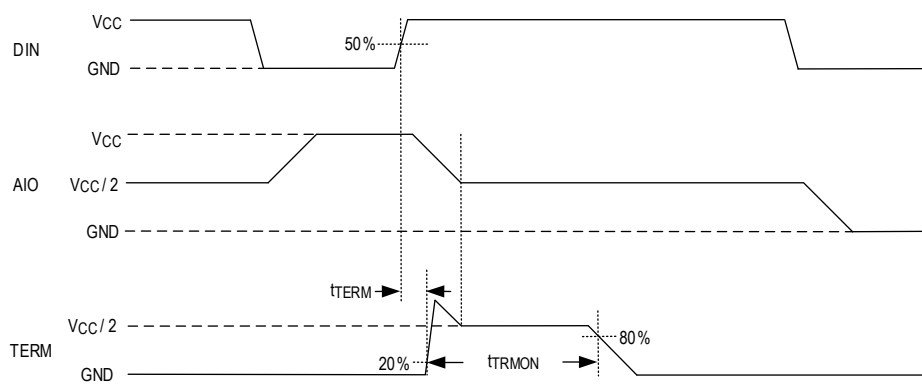 VCC
DIN
50%
GND
VCC
AIO
VCC/2
GND
tTERM
VCC/2
TERM
80%
20%
tTRMON
GND